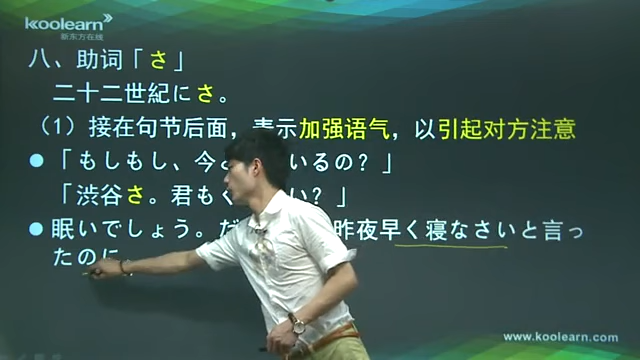 koolearn
新东方在线
八、助词「さ」
二十二世紀にさ。
（1）接在句节后面，表示加强语气，以引起对方注意
●「もしもし、今 いるの？」
「渋谷さ。君もく い？」
●眠いでしょう。だ 昨夜早く寝なさいと言っ
たのに
www.koolearn.com